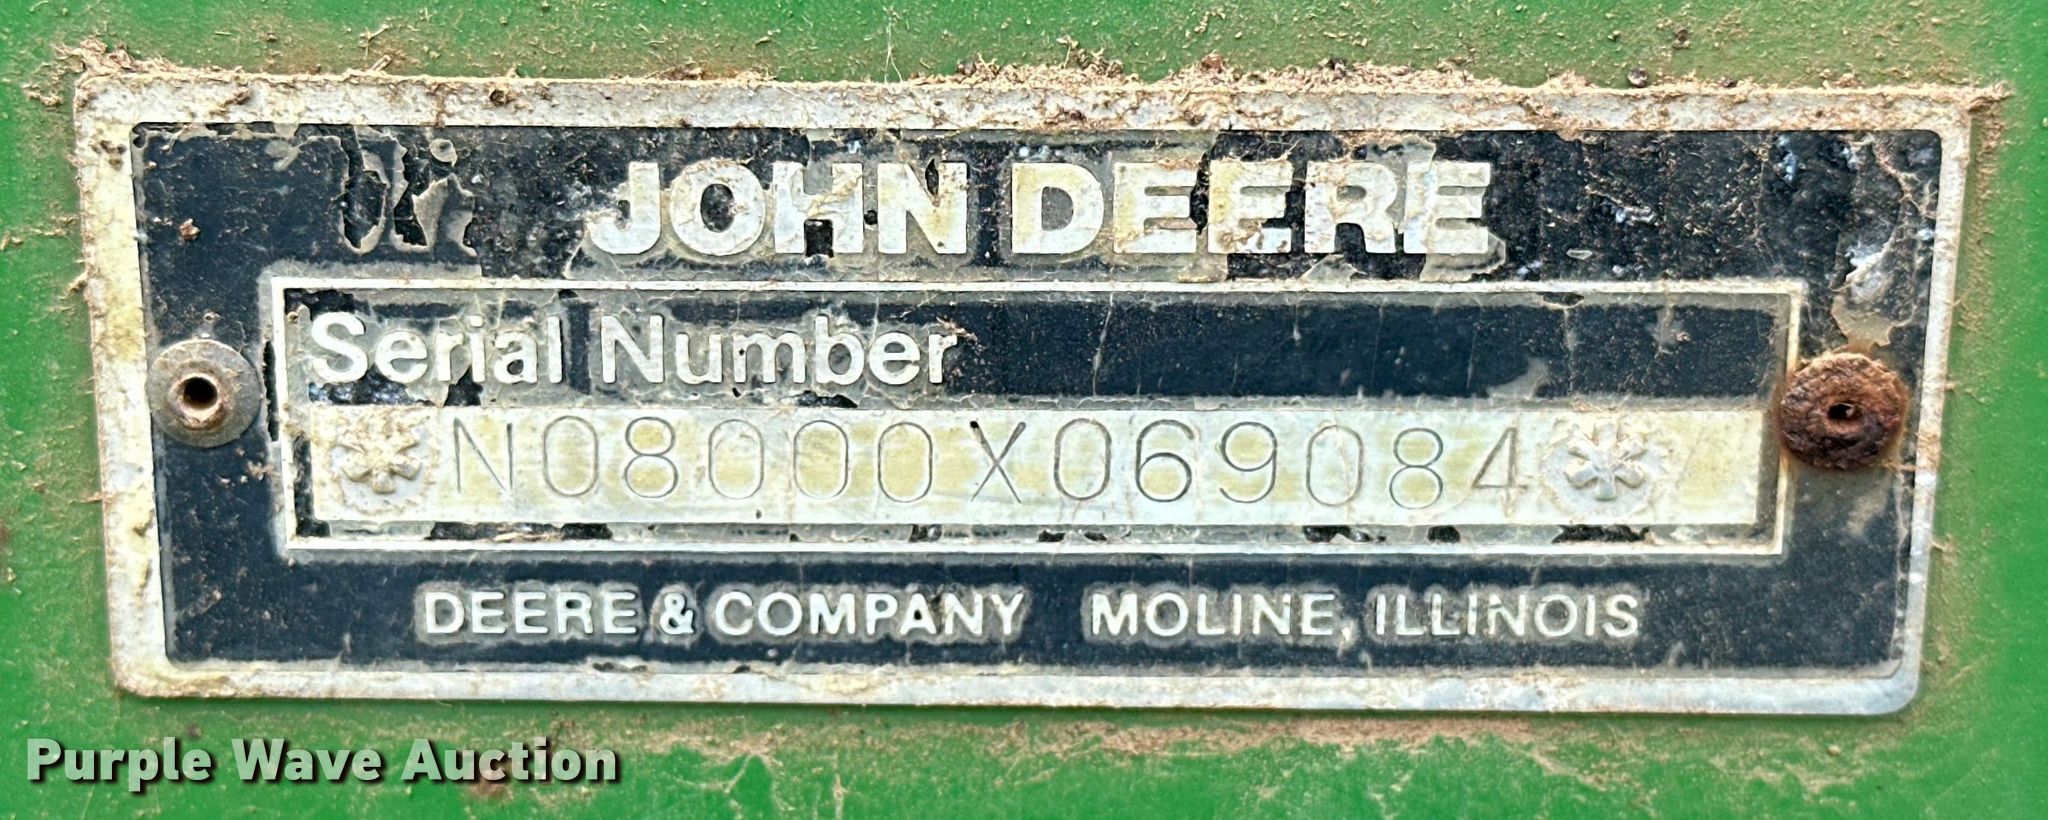 JOHN DEERE
Serial Number
*N08000X069084*
DEERE & COMPANY MOLINE, ILLINOIS
Purple Wave Auction